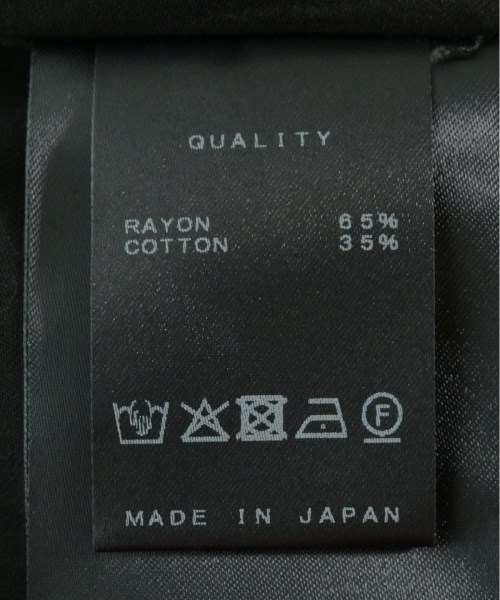 QUALITY
RAYON 65%
COTTON 35%
F
MADE IN JAPAN